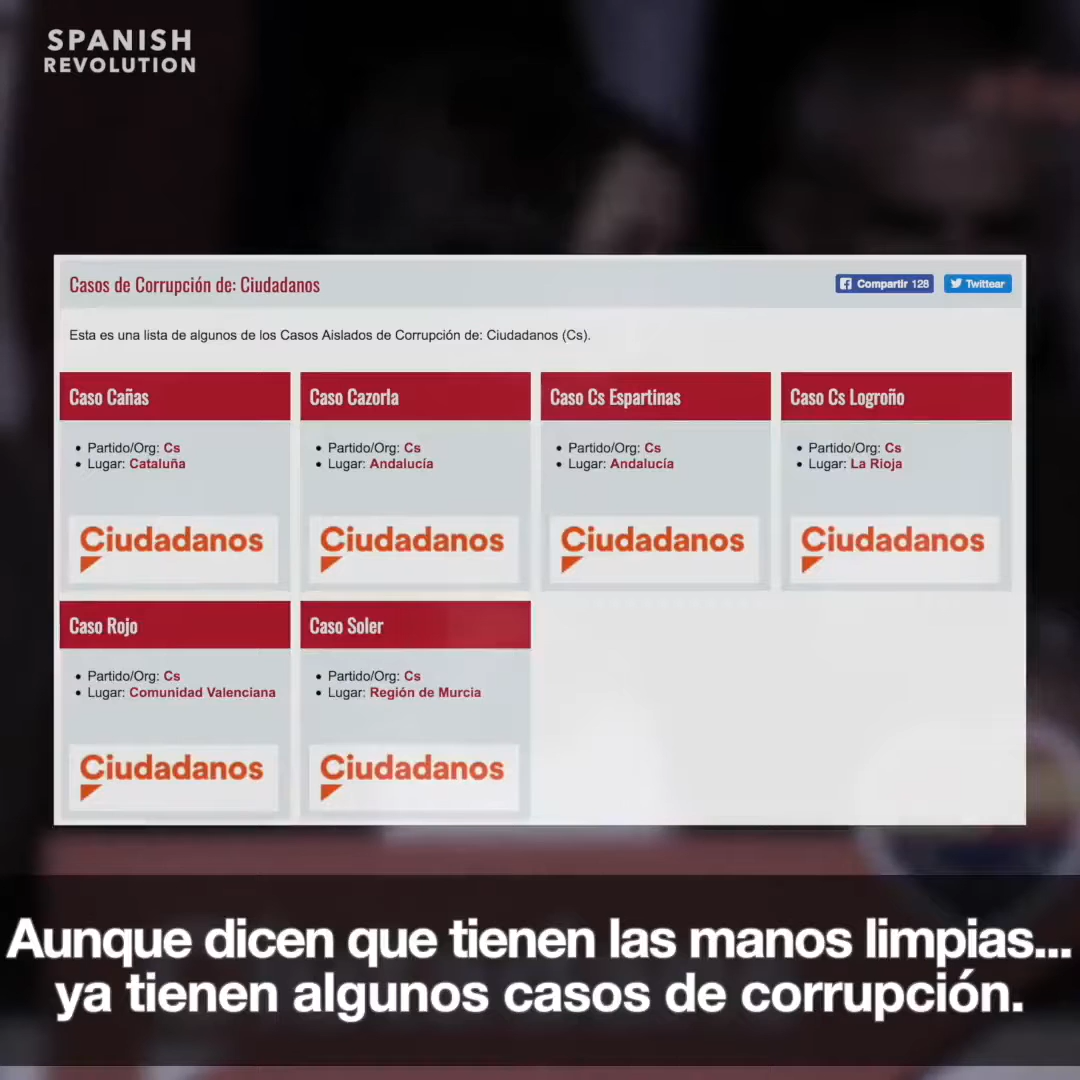 SPANISH
REVOLUTION
Casos de Corrupción de: Ciudadanos
Compartir 128
Twittear
Esta es una lista de algunos de los Casos Aislados de Corrupción de: Ciudadanos (Cs).
Caso Cañas
Partido/Org: Cs
Lugar: Cataluña
Ciudadanos
Caso Cazorla
Partido/Org: Cs
Lugar: Andalucía
Ciudadanos
Caso Cs Espartinas
Partido/Org: Cs
Lugar: Andalucía
Ciudadanos
Caso Cs Logroño
Partido/Org: Cs
Lugar: La Rioja
Ciudadanos
Caso Rojo
Partido/Org: Cs
Lugar: Comunidad Valenciana
Ciudadanos
Caso Soler
Partido/Org: Cs
Lugar: Región de Murcia
Ciudadanos
Aunque dicen que tienen las manos limpias...
ya tienen algunos casos de corrupción.